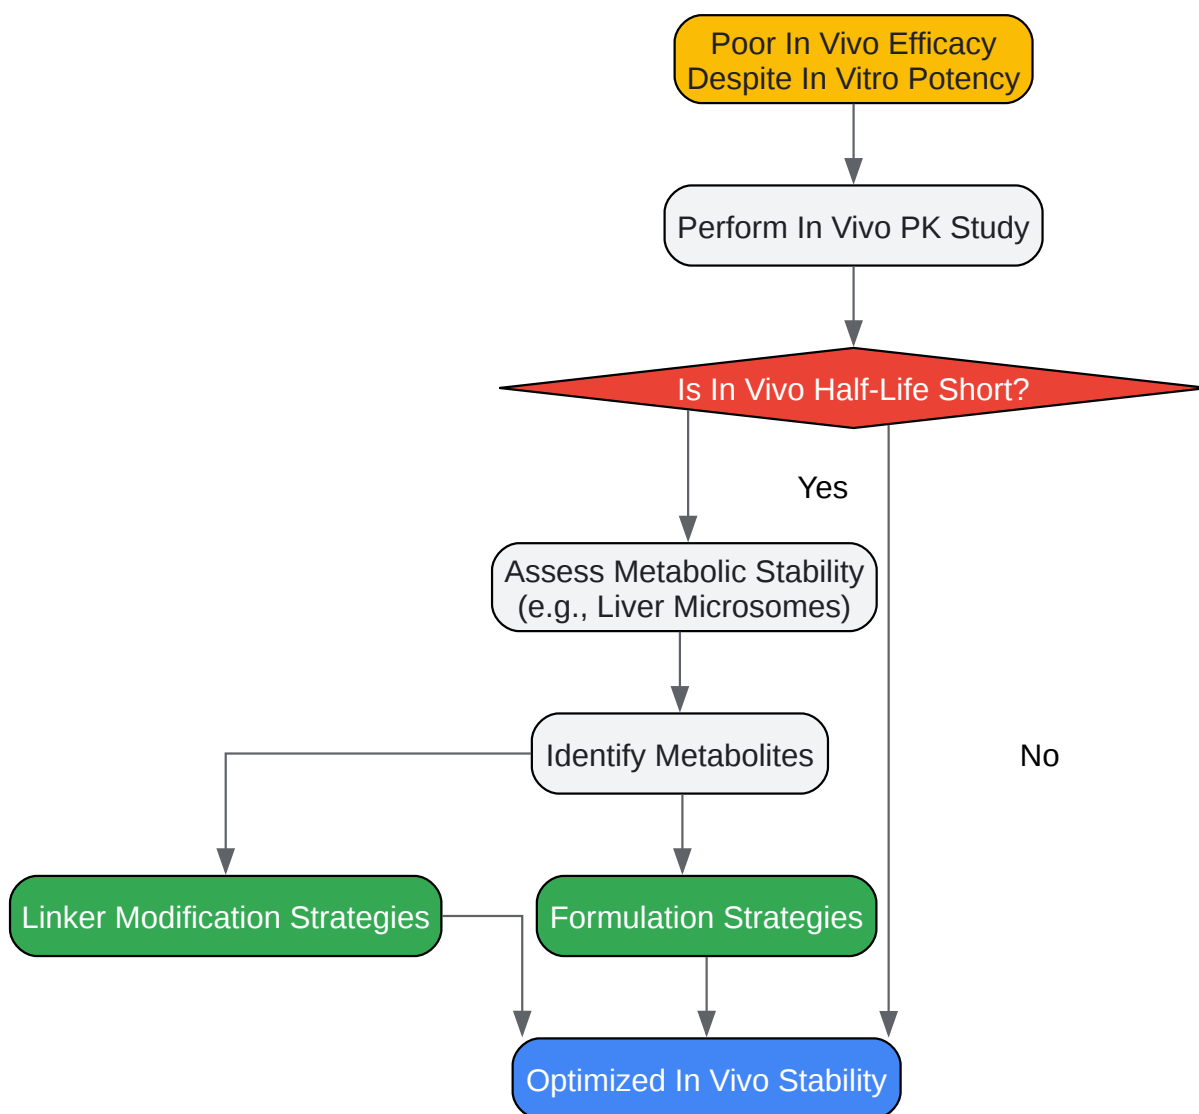 Poor In Vivo Efficacy
Despite In Vitro Potency
Perform In Vivo PK Study
Is In Vivo Half-Life Short?
Yes
Assess Metabolic Stability
(e.g., Liver Microsomes)
Identify Metabolites
No
Linker Modification Strategies
Formulation Strategies
Optimized In Vivo Stability